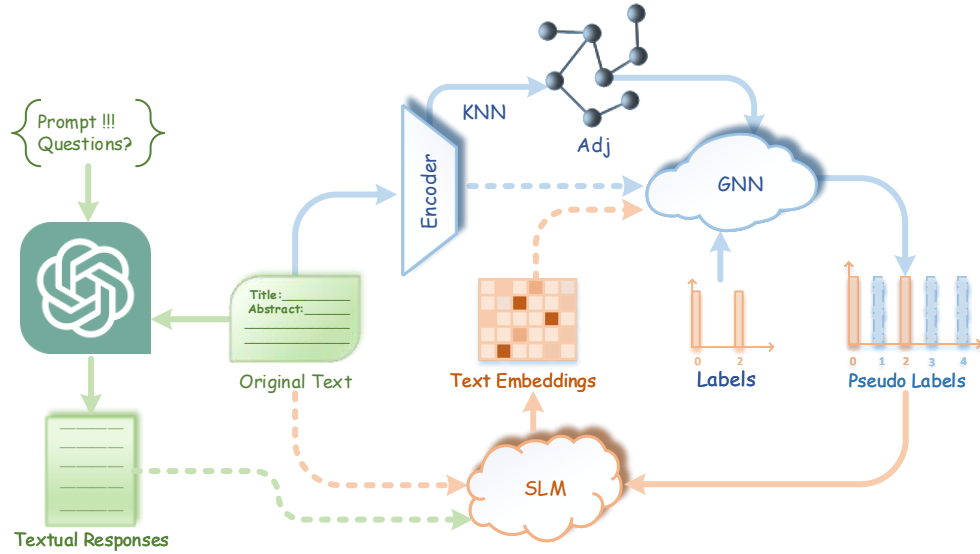 Prompt !!!
Questions?
KNN
Adj
Encoder
GNN
Title:
Abstract:
Original Text
Text Embeddings
0 2
Labels
0 1 2 3 4
Pseudo Labels
SLM
Textual Responses